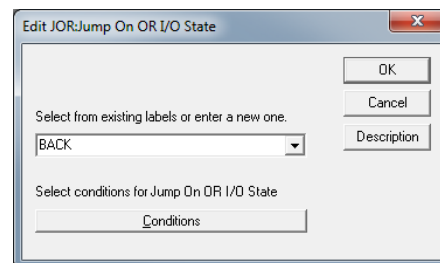 Edit JOR:Jump On OR I/O State
OK
Cancel
Description
Select from existing labels or enter a new one.
BACK
Select conditions for Jump On OR I/O State
Conditions